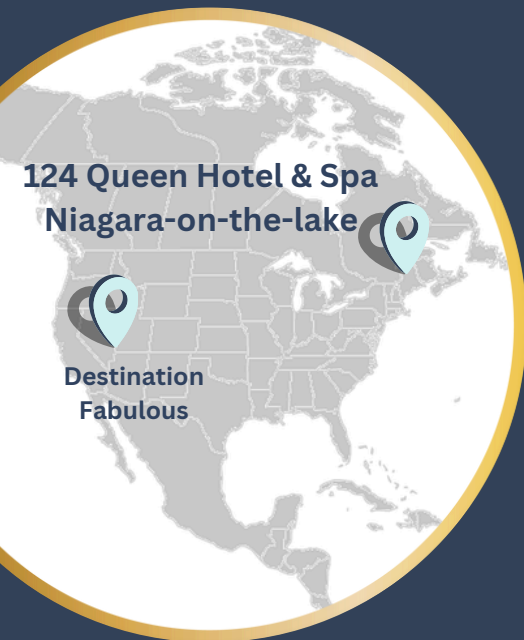 124 Queen Hotel & Spa
Niagara-on-the-lake
Destination
Fabulous